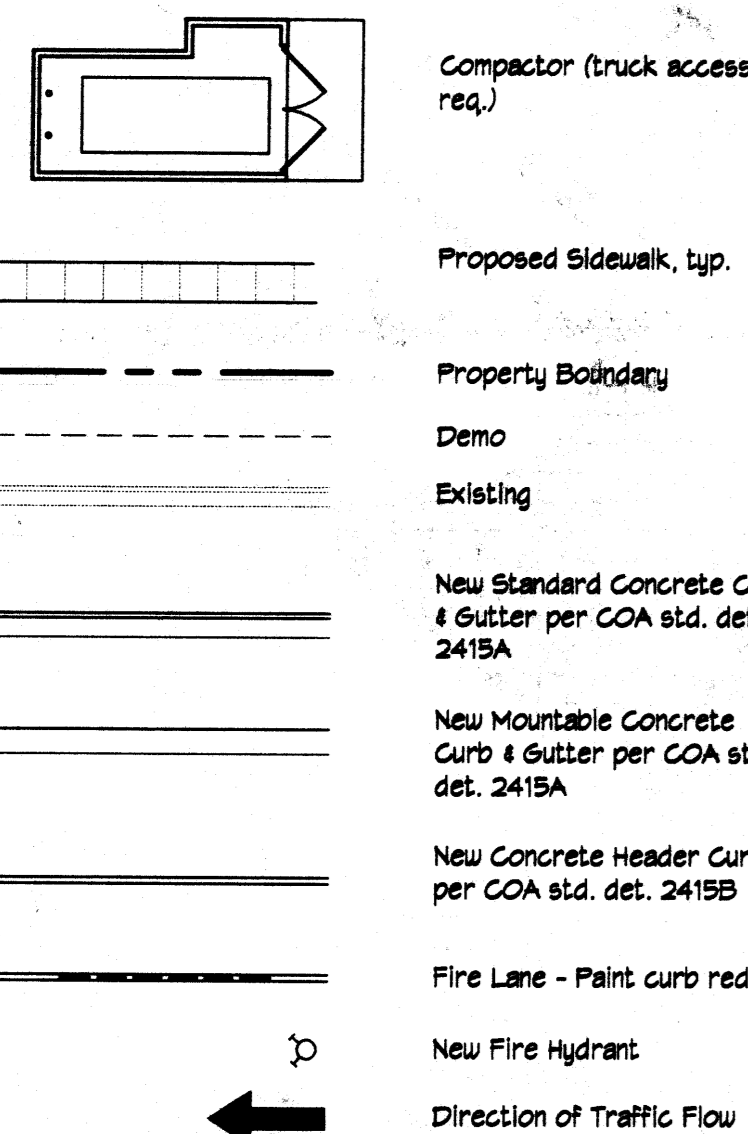 Compactor (truck access
req.)
Proposed Sidewalk, typ.
Property Boundary
Demo
Existing
New Standard Concrete C
& Gutter per COA std. det
2415A
New Mountable Concrete
Curb & Gutter per COA st
det. 2415A
New Concrete Header Cur
per COA std. det. 2415B
Fire Lane - Paint curb red
New Fire Hydrant
Direction of Traffic Flow